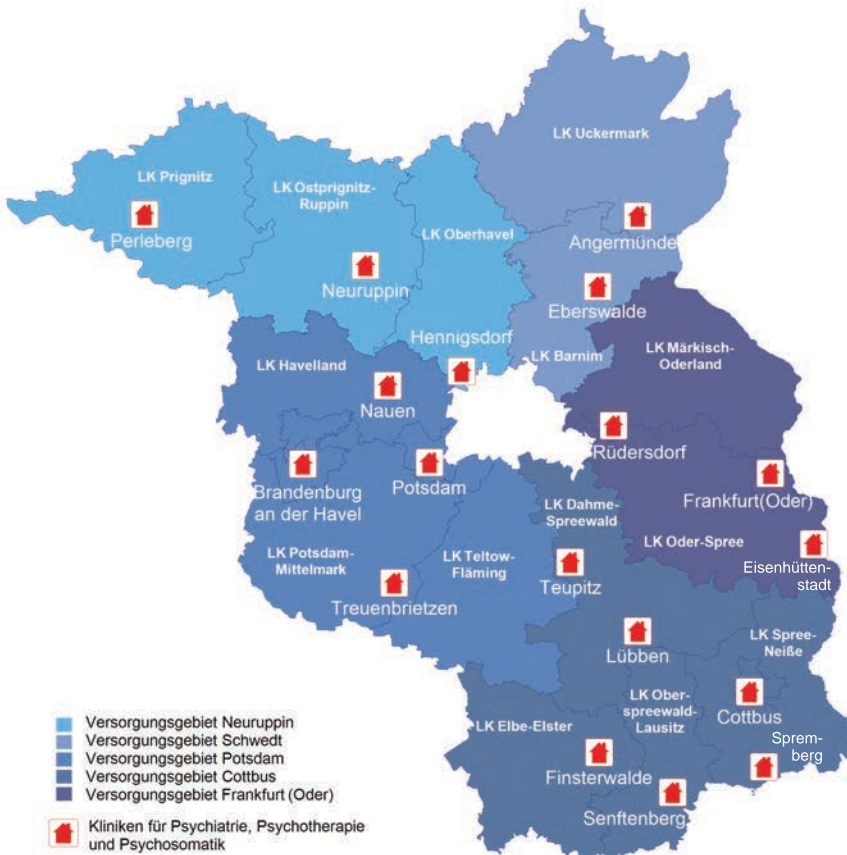 LK Uckermark
LK Prignitz
LK Ostprignitz-
Ruppin
Perleberg
LK Oberhavel
Angermünde
Neuruppin
Eberswalde
Hennigsdorf
LK Barnim
LK Märkisch-
Oderland
LK Havelland
Nauen
Rüdersdorf
Brandenburg
an der Havel
Potsdam
Frankfurt(Oder)
LK Dahme-
Spreewald
LK Oder-Spree
LK Potsdam-
Mittelmark
LK Teltow-
Fläming
Teupitz
Eisenhütten-
stadt
Treuenbrietzen
Lübben
LK Spree-
Neiße
LK Ober-
spreewald-
Lausitz
Cottbus
LK Elbe-Elster
Sprem-
berg
Finsterwalde
Senftenberg
Versorgungsgebiet Neuruppin
Versorgungsgebiet Schwedt
Versorgungsgebiet Potsdam
Versorgungsgebiet Cottbus
Versorgungsgebiet Frankfurt (Oder)
Kliniken für Psychiatrie, Psychotherapie
und Psychosomatik